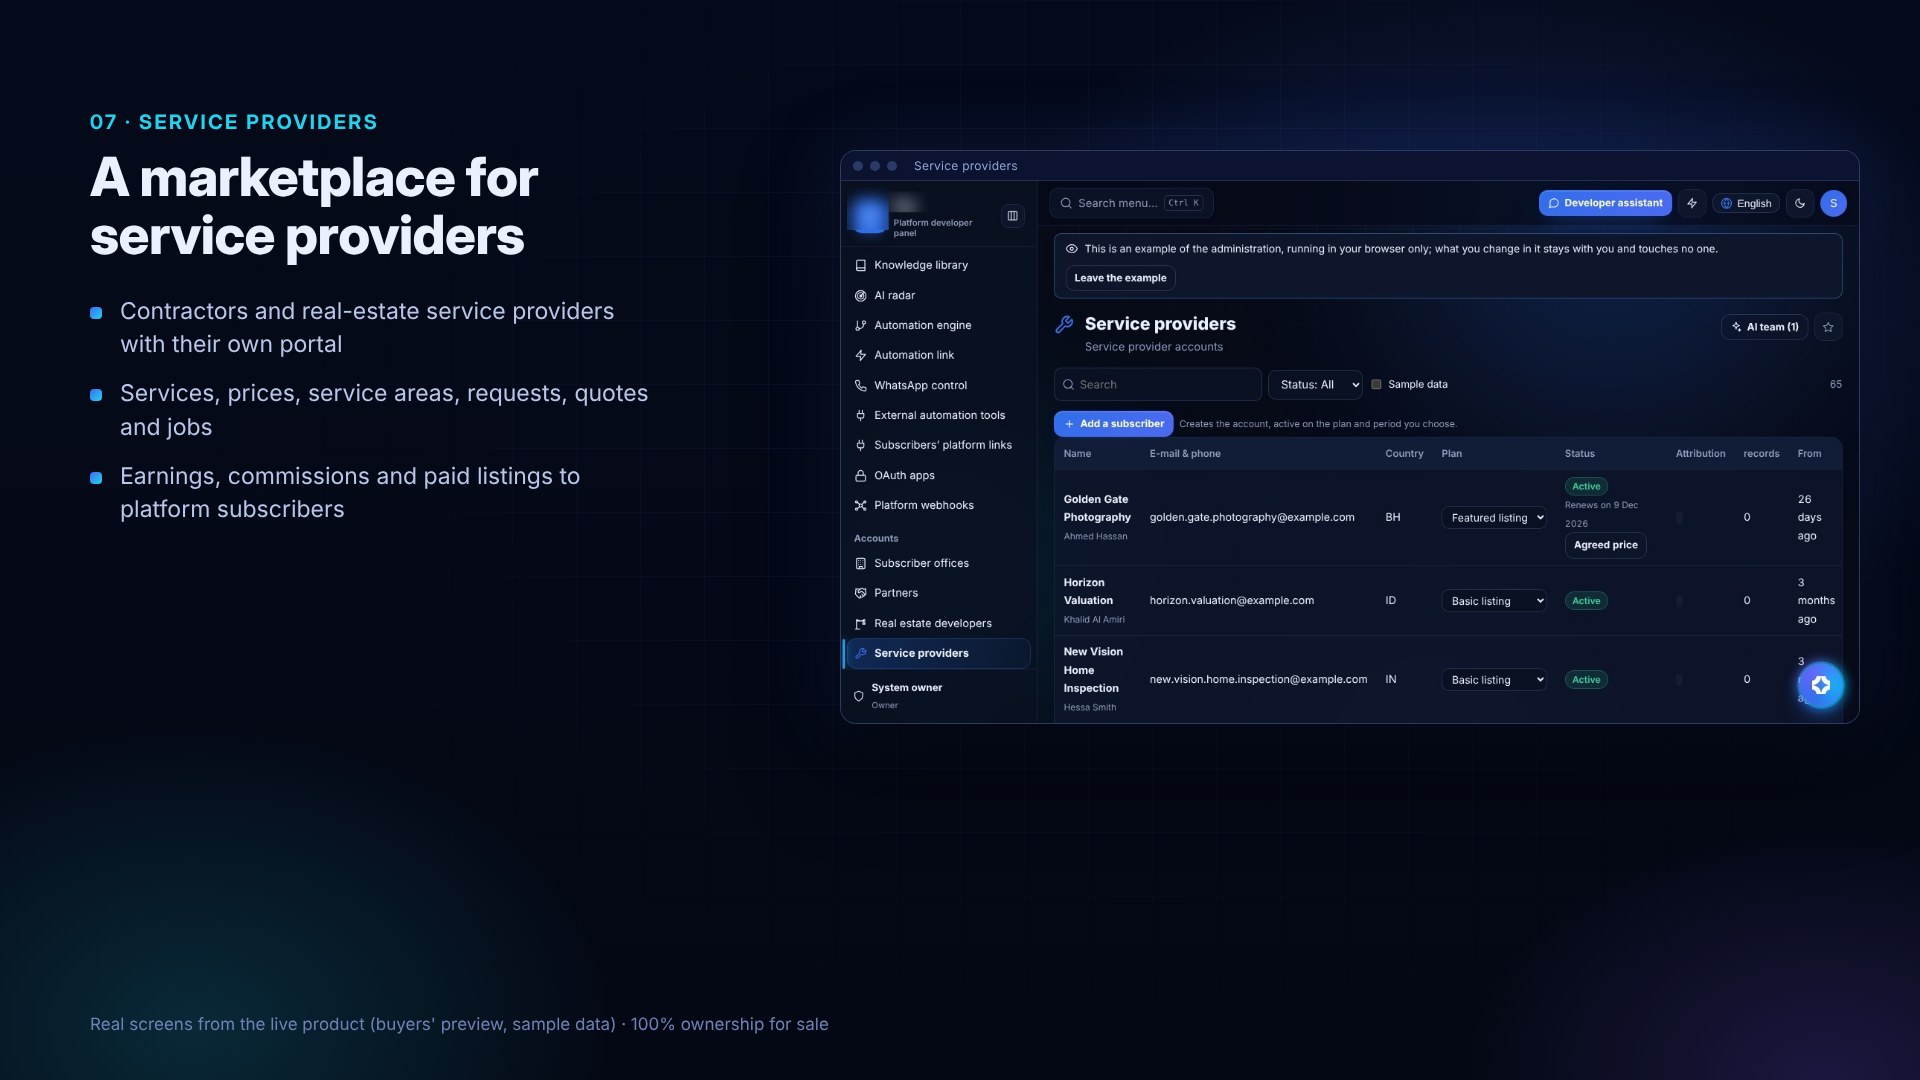 07 · SERVICE PROVIDERS
A marketplace for
service providers
Contractors and real-estate service providers
with their own portal
Services, prices, service areas, requests, quotes
and jobs
Earnings, commissions and paid listings to
platform subscribers
Service providers
Platform developer
panel
Search menu...
Ctrl K
Developer assistant
English
S
This is an example of the administration, running in your browser only; what you change in it stays with you and touches no one.
Leave the example
Knowledge library
AI radar
Automation engine
Automation link
WhatsApp control
External automation tools
Subscribers' platform links
OAuth apps
Platform webhooks
Accounts
Subscriber offices
Partners
Real estate developers
Service providers
System owner
Owner
Service providers
Service provider accounts
AI team (1)
Search
Status: All
Sample data
65
+ Add a subscriber
Creates the account, active on the plan and period you choose.
Name E-mail & phone Country Plan Status Attribution records From
Golden Gate
Photography
Ahmed Hassan
golden.gate.photography@example.com
BH
Featured listing
Active
Renews on 9 Dec
2026
Agreed price
0
26
days
ago
Horizon
Valuation
Khalid Al Amiri
horizon.valuation@example.com
ID
Basic listing
Active
0
3
months
ago
New Vision
Home
Inspection
Hessa Smith
new.vision.home.inspection@example.com
IN
Basic listing
Active
0
3
Real screens from the live product (buyers' preview, sample data) · 100% ownership for sale